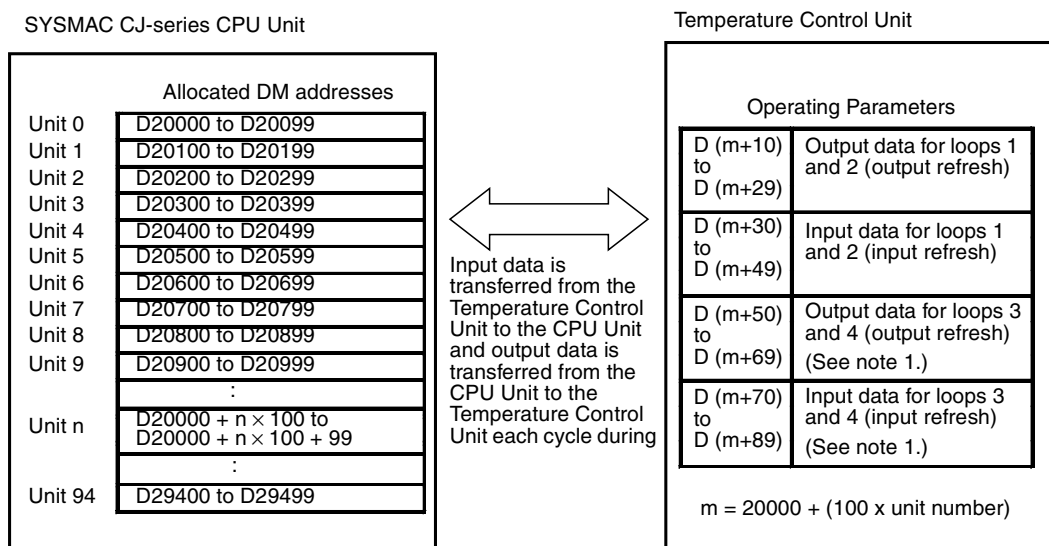 SYSMAC CJ-series CPU Unit
Allocated DM addresses
Unit 0 D20000 to D20099
Unit 1 D20100 to D20199
Unit 2 D20200 to D20299
Unit 3 D20300 to D20399
Unit 4 D20400 to D20499
Unit 5 D20500 to D20599
Unit 6 D20600 to D20699
Unit 7 D20700 to D20799
Unit 8 D20800 to D20899
Unit 9 D20900 to D20999
:
Unit n D20000 + n × 100 to
D20000 + n × 100 + 99
:
Unit 94 D29400 to D29499
Input data is
transferred from the
Temperature Control
Unit to the CPU Unit
and output data is
transferred from the
CPU Unit to the
Temperature Control
Unit each cycle during
Temperature Control Unit
Operating Parameters
D (m+10)
to
D (m+29)
Output data for loops 1
and 2 (output refresh)
D (m+30)
to
D (m+49)
Input data for loops 1
and 2 (input refresh)
D (m+50)
to
D (m+69)
Output data for loops 3
and 4 (output refresh)
(See note 1.)
D (m+70)
to
D (m+89)
Input data for loops 3
and 4 (input refresh)
(See note 1.)
m = 20000 + (100 x unit number)